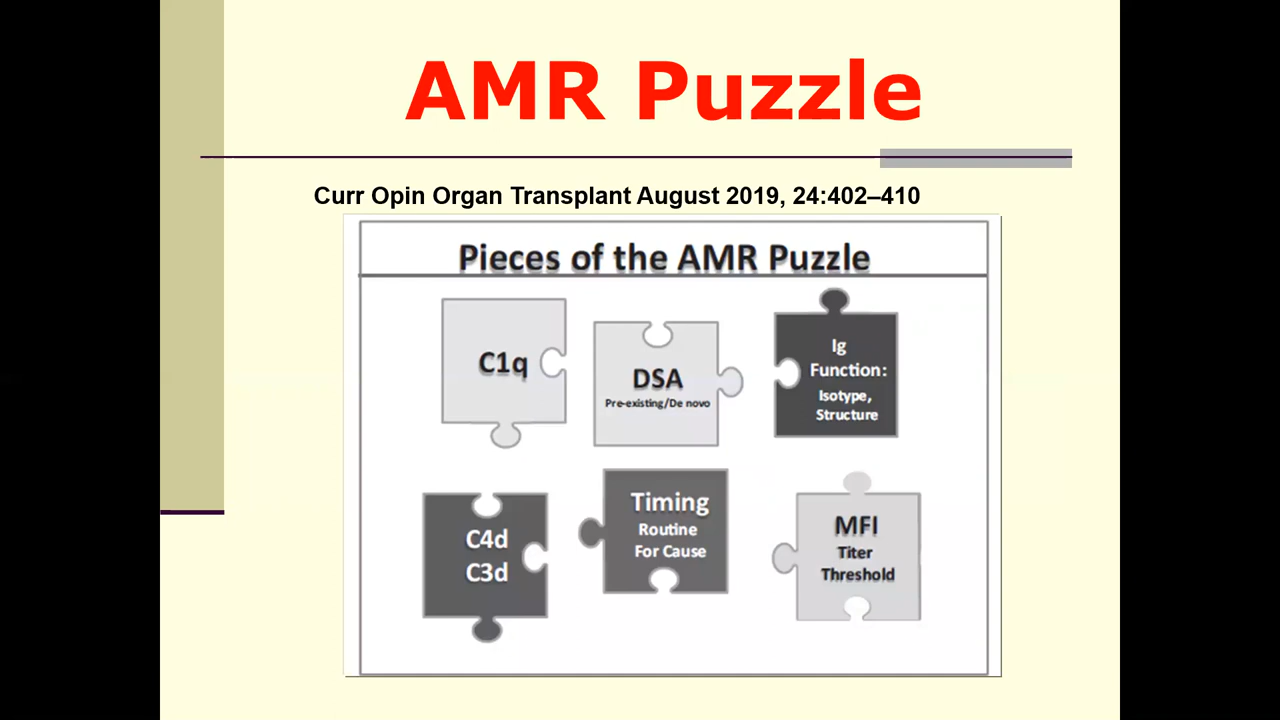 AMR Puzzle
Curr Opin Organ Transplant August 2019, 24:402–410
Pieces of the AMR Puzzle
C1q
DSA
Pre-existing/De novo
Ig
Function:
Isotype,
Structure
C4d
C3d
Timing
Routine
For Cause
MFI
Titer
Threshold